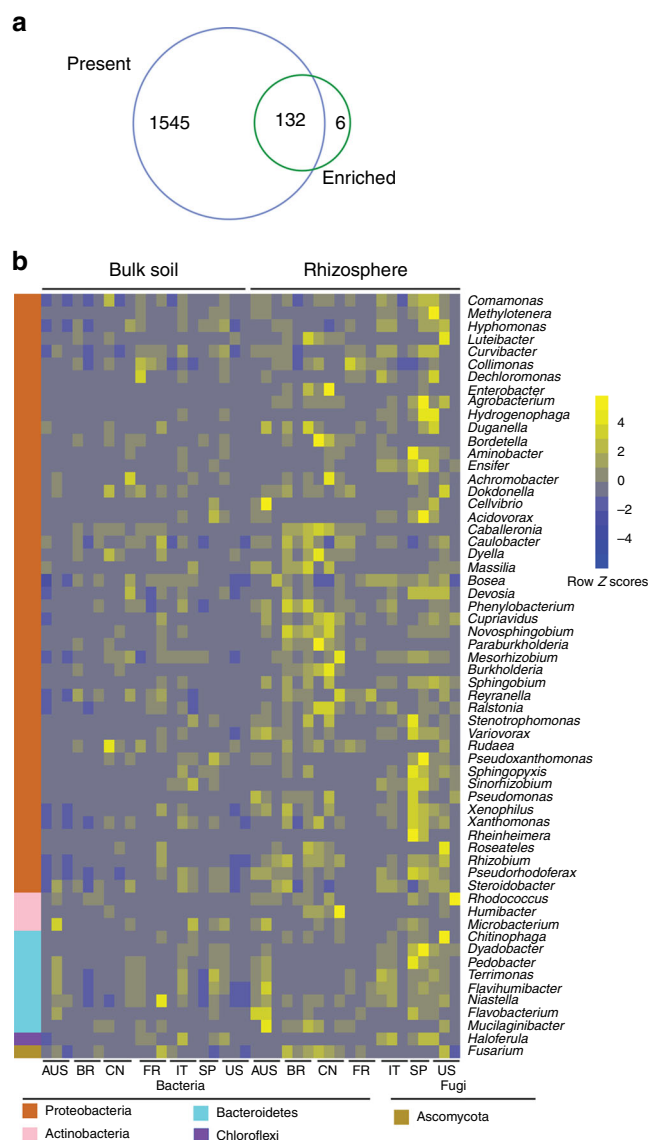 a
Present
1545
132
6
Enriched
b
Bulk soil
Rhizosphere
Comamonas
Methylotenera
Hyphomonas
Luteibacter
Curvibacter
Collimonas
Dechloromonas
Enterobacter
Agrobacterium
Hydrogenophaga
Duganella
Bordetella
Aminobacter
Ensifer
Achromobacter
Dokdonella
Cellvibrio
Acidovorax
Caballeronia
Caulobacter
Dyella
Massilia
Bosea
Devosia
Phenylobacterium
Cupriavidus
Novosphingobium
Paraburkholderia
Mesorhizobium
Burkholderia
Sphingobium
Reyranella
Ralstonia
Stenotrophomonas
Variovorax
Rudaea
Pseudoxanthomonas
Sphingopyxis
Sinorhizobium
Pseudomonas
Xenophilus
Xanthomonas
Rheinheimera
Roseateles
Rhizobium
Pseudorhodoferax
Steroidobacter
Rhodococcus
Humibacter
Microbacterium
Chitinophaga
Dyadobacter
Pedobacter
Terrimonas
Flavihumibacter
Niastella
Flavobacterium
Mucilaginibacter
Haloferula
Fusarium
4
2
0
−2
−4
Row Z scores
AUS BR CN FR IT SP US AUS BR CN FR IT SP US
Bacteria
Fugi
Proteobacteria
Bacteroidetes
Ascomycota
Actinobacteria
Chloroflexi